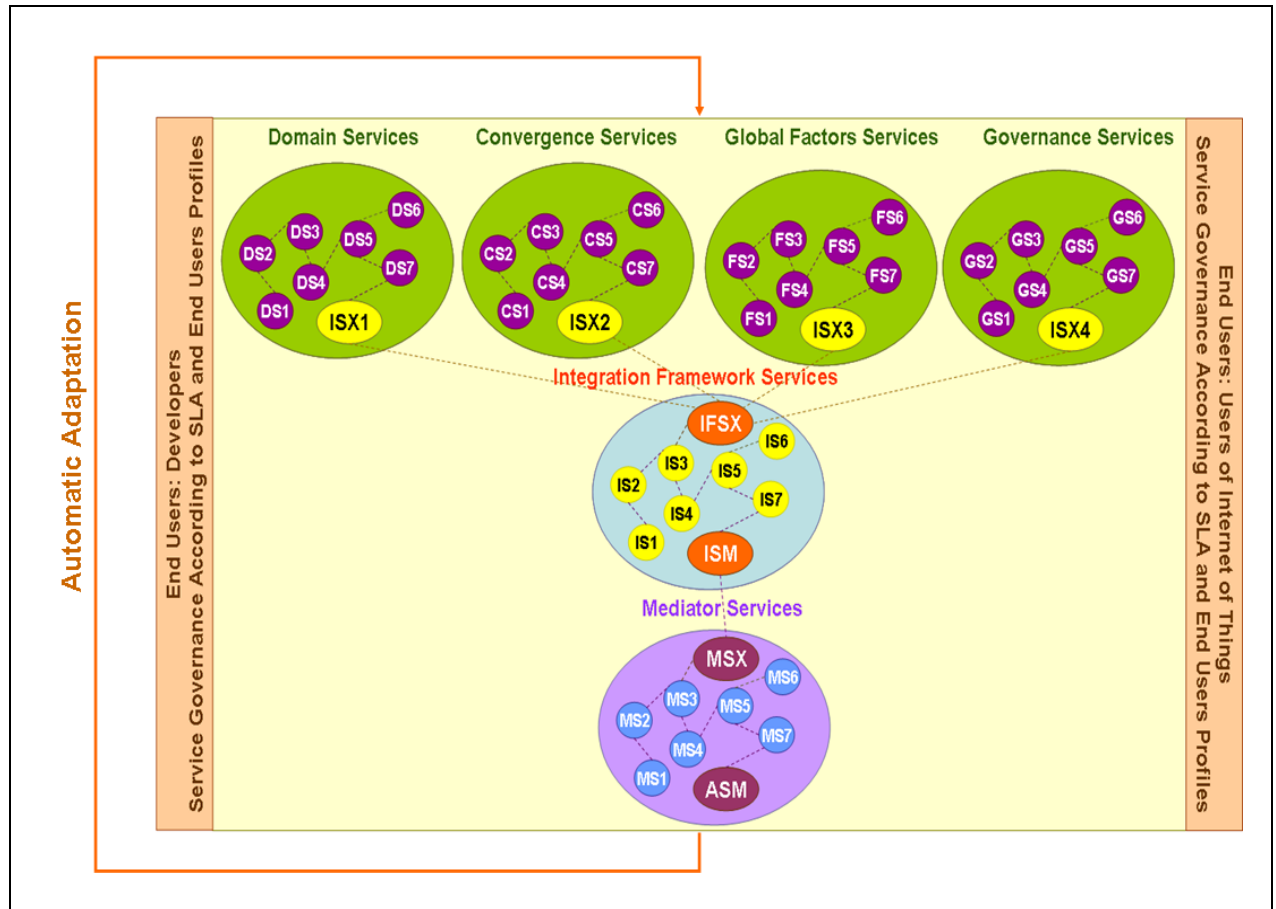 Automatic Adaptation
End Users: Developers
Service Governance According to SLA and End Users Profiles
Domain Services
DS1
DS2
DS3
DS4
DS5
DS6
DS7
ISX1
Convergence Services
CS1
CS2
CS3
CS4
CS5
CS6
CS7
ISX2
Global Factors Services
FS1
FS2
FS3
FS4
FS5
FS6
FS7
ISX3
Governance Services
GS1
GS2
GS3
GS4
GS5
GS6
GS7
ISX4
Integration Framework Services
IFSX
IS1
IS2
IS3
IS4
IS5
IS6
IS7
ISM
Mediator Services
MSX
MS1
MS2
MS3
MS4
MS5
MS6
MS7
ASM
End Users: Users of Internet of Things
Service Governance According to SLA and End Users Profiles